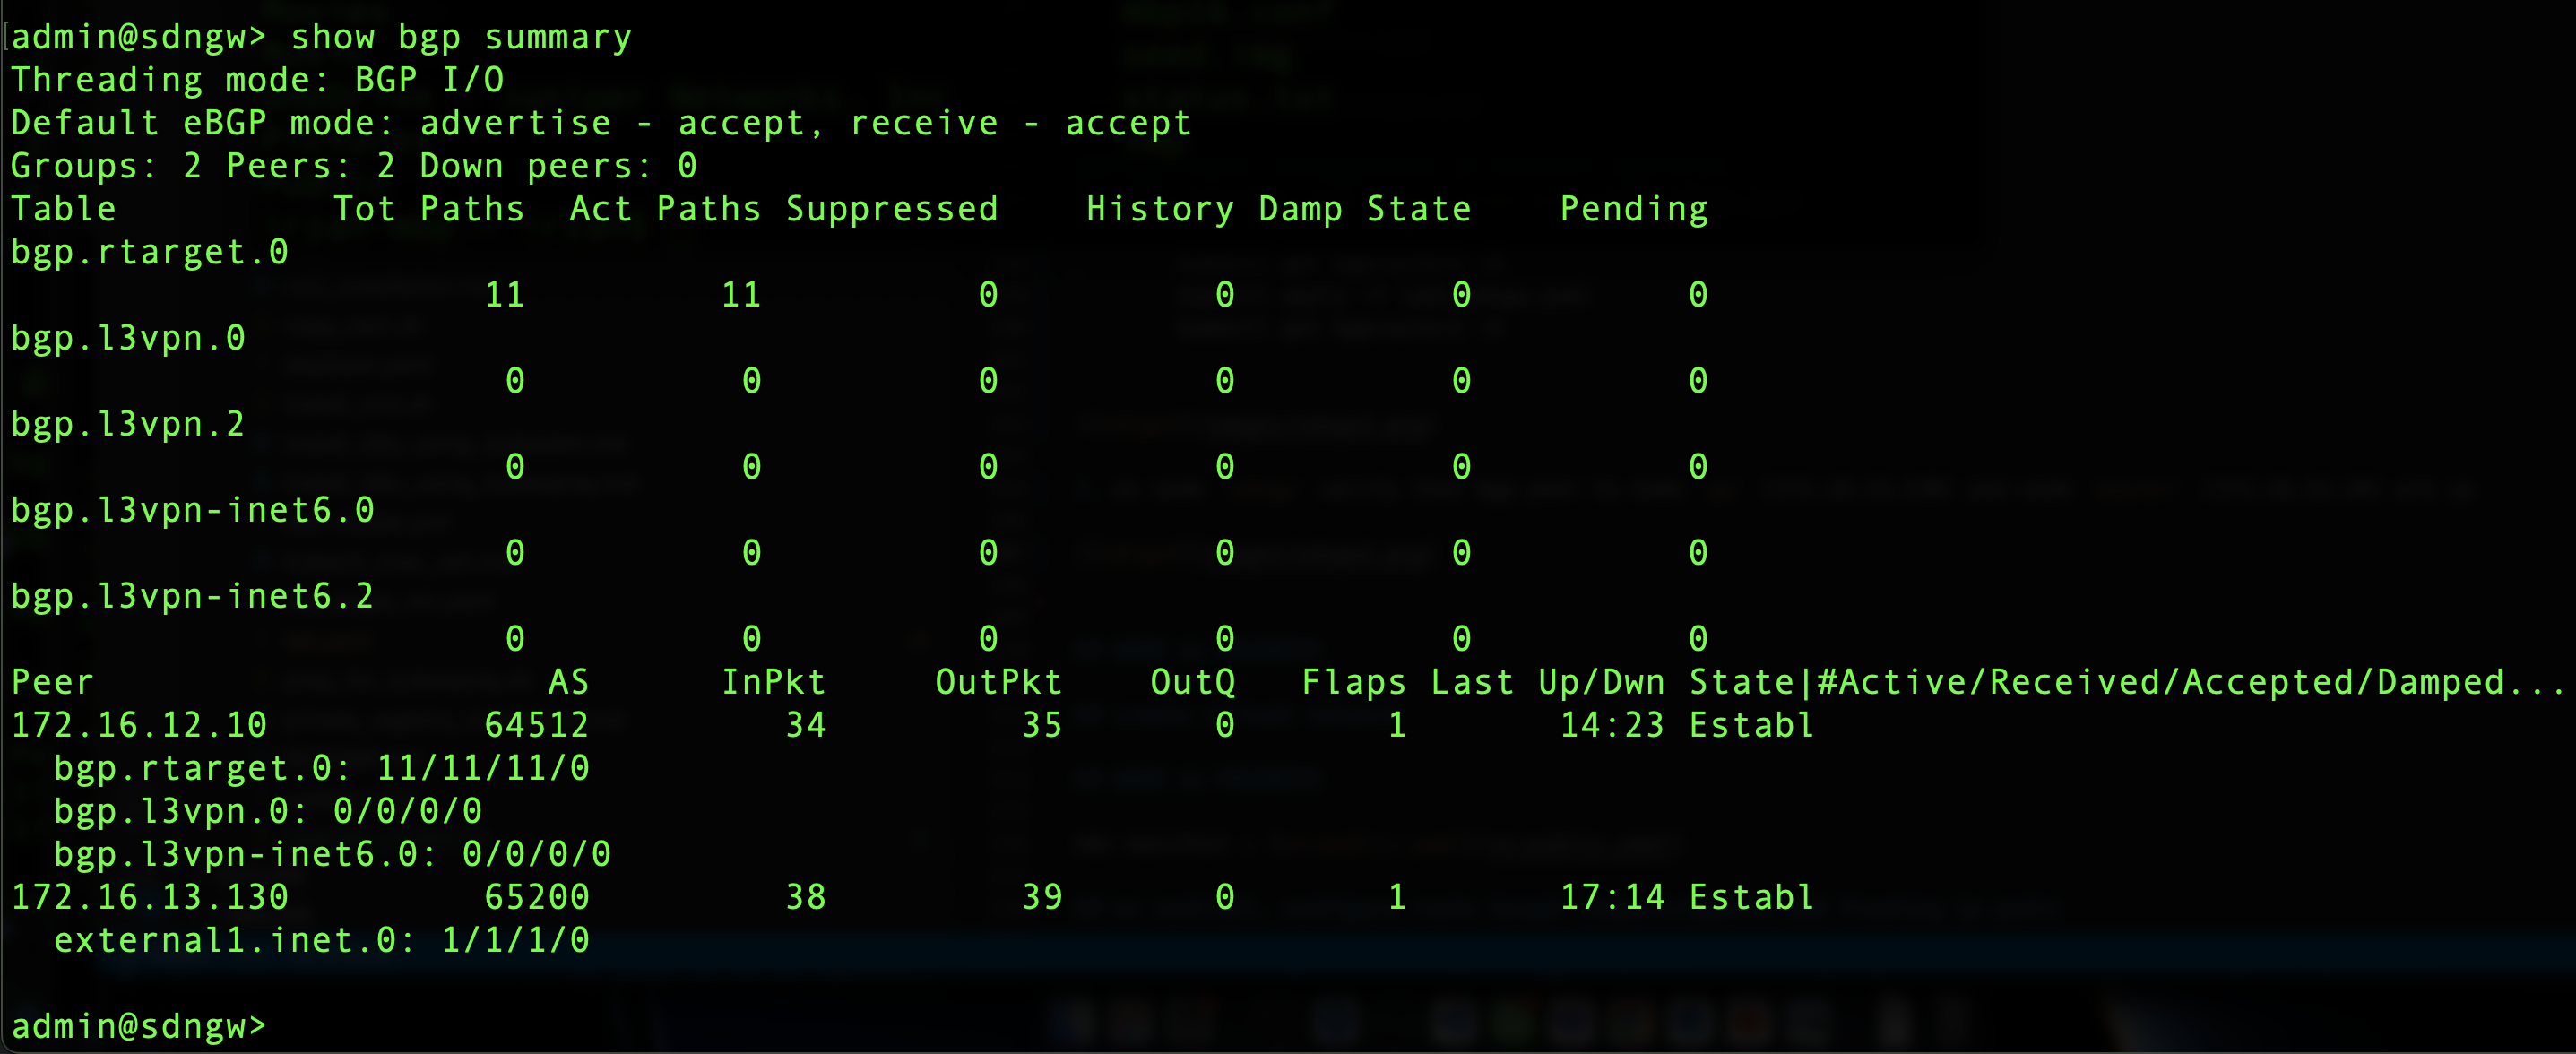 admin@sdngw> show bgp summary
Threading mode: BGP I/O
Default eBGP mode: advertise - accept, receive - accept
Groups: 2 Peers: 2 Down peers: 0
Table          Tot Paths  Act Paths Suppressed    History Damp State    Pending
bgp.rtarget.0
                      11         11          0          0          0          0
bgp.l3vpn.0
                       0          0          0          0          0          0
bgp.l3vpn.2
                       0          0          0          0          0          0
bgp.l3vpn-inet6.0
                       0          0          0          0          0          0
bgp.l3vpn-inet6.2
                       0          0          0          0          0          0
Peer                     AS      InPkt     OutPkt    OutQ   Flaps Last Up/Dwn State|#Active/Received/Accepted/Damped...
172.16.12.10          64512         34         35       0       1       14:23 Establ
  bgp.rtarget.0: 11/11/11/0
  bgp.l3vpn.0: 0/0/0/0
  bgp.l3vpn-inet6.0: 0/0/0/0
172.16.13.130         65200         38         39       0       1       17:14 Establ
  external1.inet.0: 1/1/1/0
admin@sdngw>